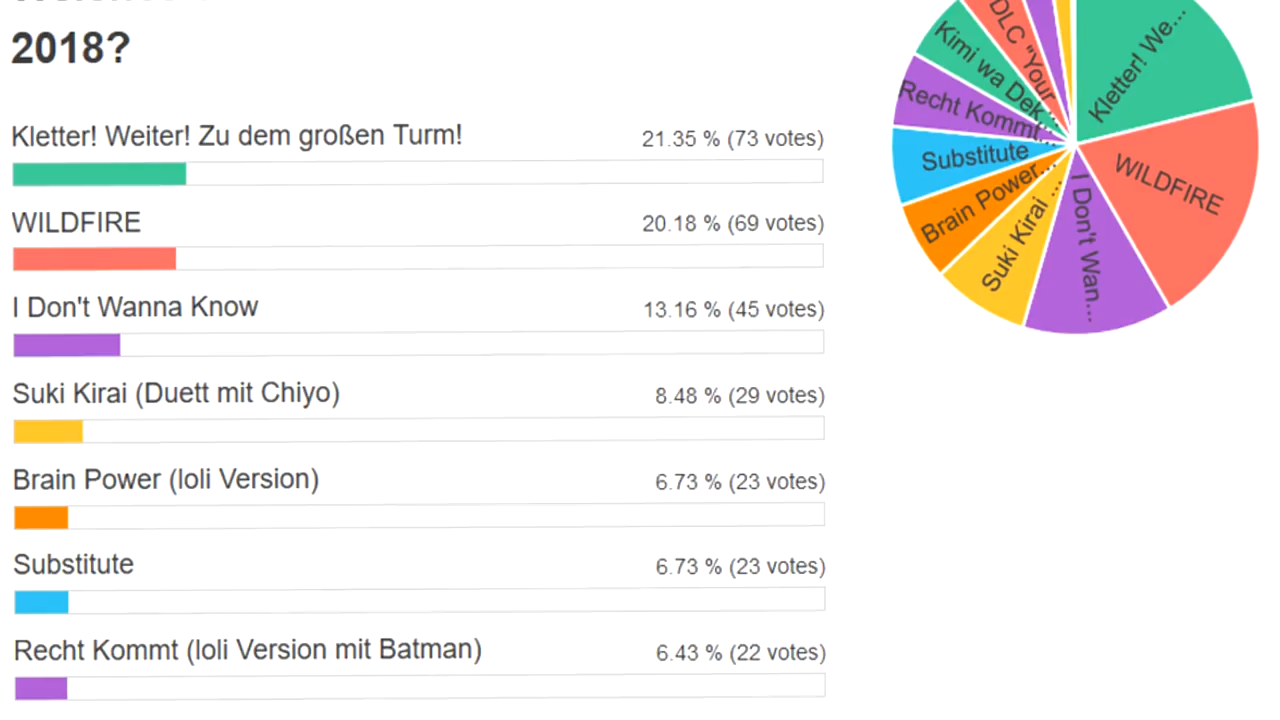 2018?
Kletter! Weiter! Zu dem großen Turm!
21.35 % (73 votes)
WILDFIRE
20.18 % (69 votes)
I Don't Wanna Know
13.16 % (45 votes)
Suki Kirai (Duett mit Chiyo)
8.48 % (29 votes)
Brain Power (loli Version)
6.73 % (23 votes)
Substitute
6.73 % (23 votes)
Recht Kommt (loli Version mit Batman)
6.43 % (22 votes)
Kletter! We...
WILDFIRE
I Don't Wan...
Suki Kirai ...
Brain Power...
Substitute
Recht Kommt...
Kimi wa Dek...
DLC "Your